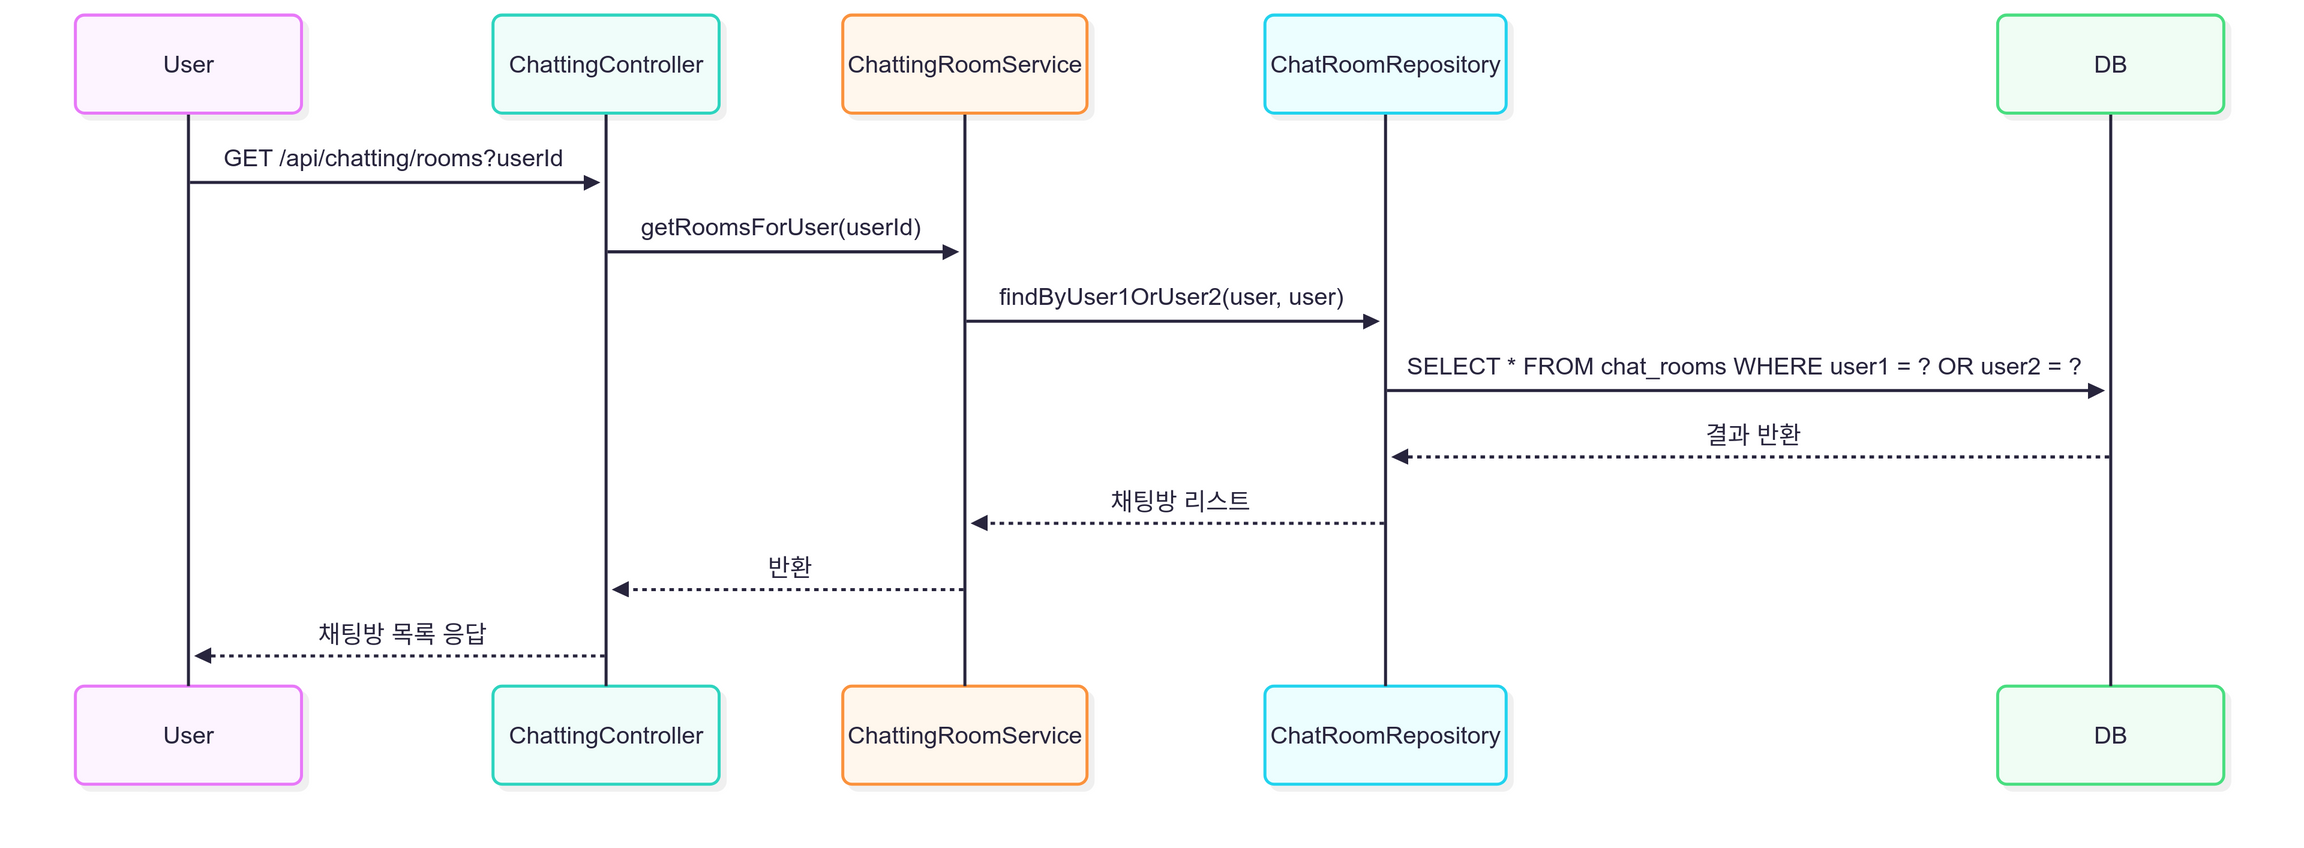 User
ChattingController
ChattingRoomService
ChatRoomRepository
DB
GET /api/chatting/rooms?userId
getRoomsForUser(userId)
findByUser1OrUser2(user, user)
SELECT * FROM chat_rooms WHERE user1 = ? OR user2 = ?
결과 반환
채팅방 리스트
반환
채팅방 목록 응답
User
ChattingController
ChattingRoomService
ChatRoomRepository
DB